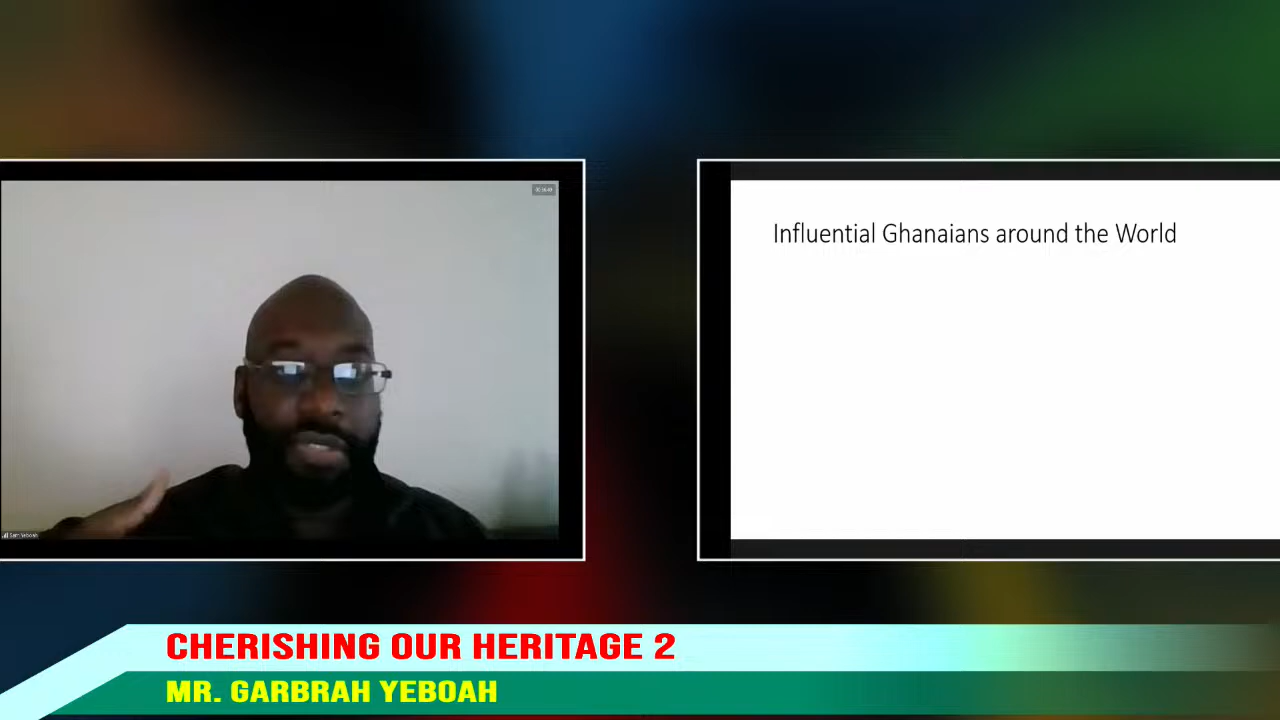 Influential Ghanaians around the World
CHERISHING OUR HERITAGE 2
MR. GARBRAH YEBOAH